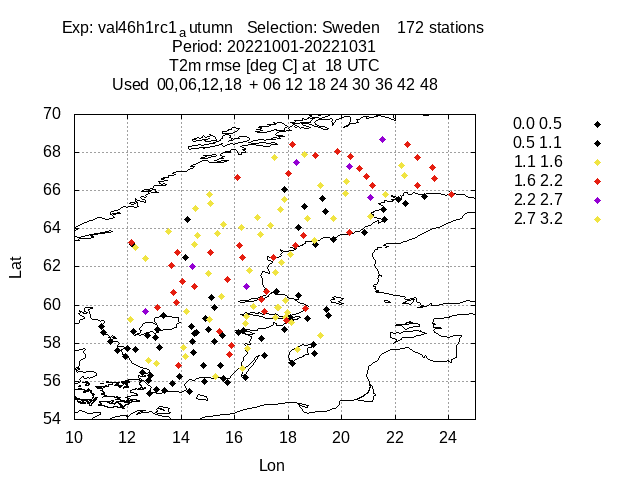 Exp: val46h1rc1_autumn   Selection: Sweden    172 stations
Period: 20221001-20221031
T2m rmse [deg C] at  18 UTC
Used  00,06,12,18  + 06 12 18 24 30 36 42 48
70
68
66
64
62
60
58
56
54
Lat
10 12 14 16 18 20 22 24
Lon
0.0 0.5
0.5 1.1
1.1 1.6
1.6 2.2
2.2 2.7
2.7 3.2